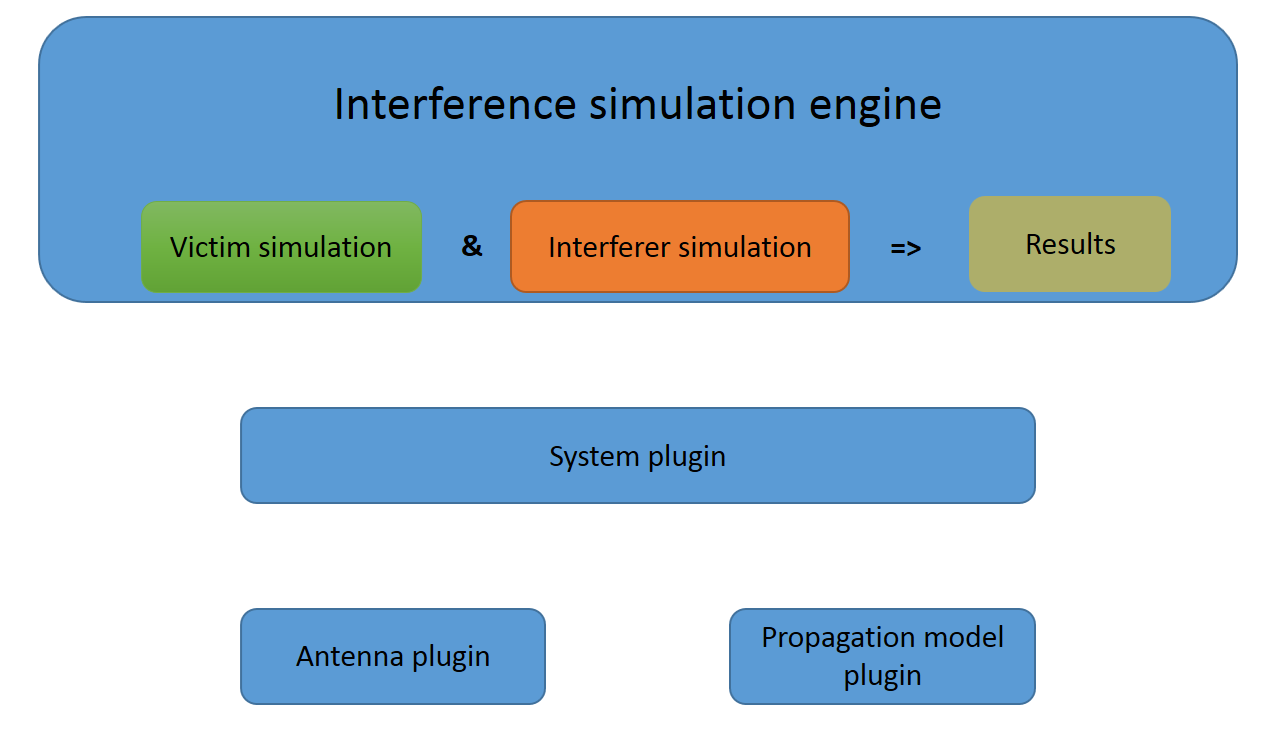 Interference simulation engine
Victim simulation & Interferer simulation => Results
System plugin
Antenna plugin
Propagation model
plugin